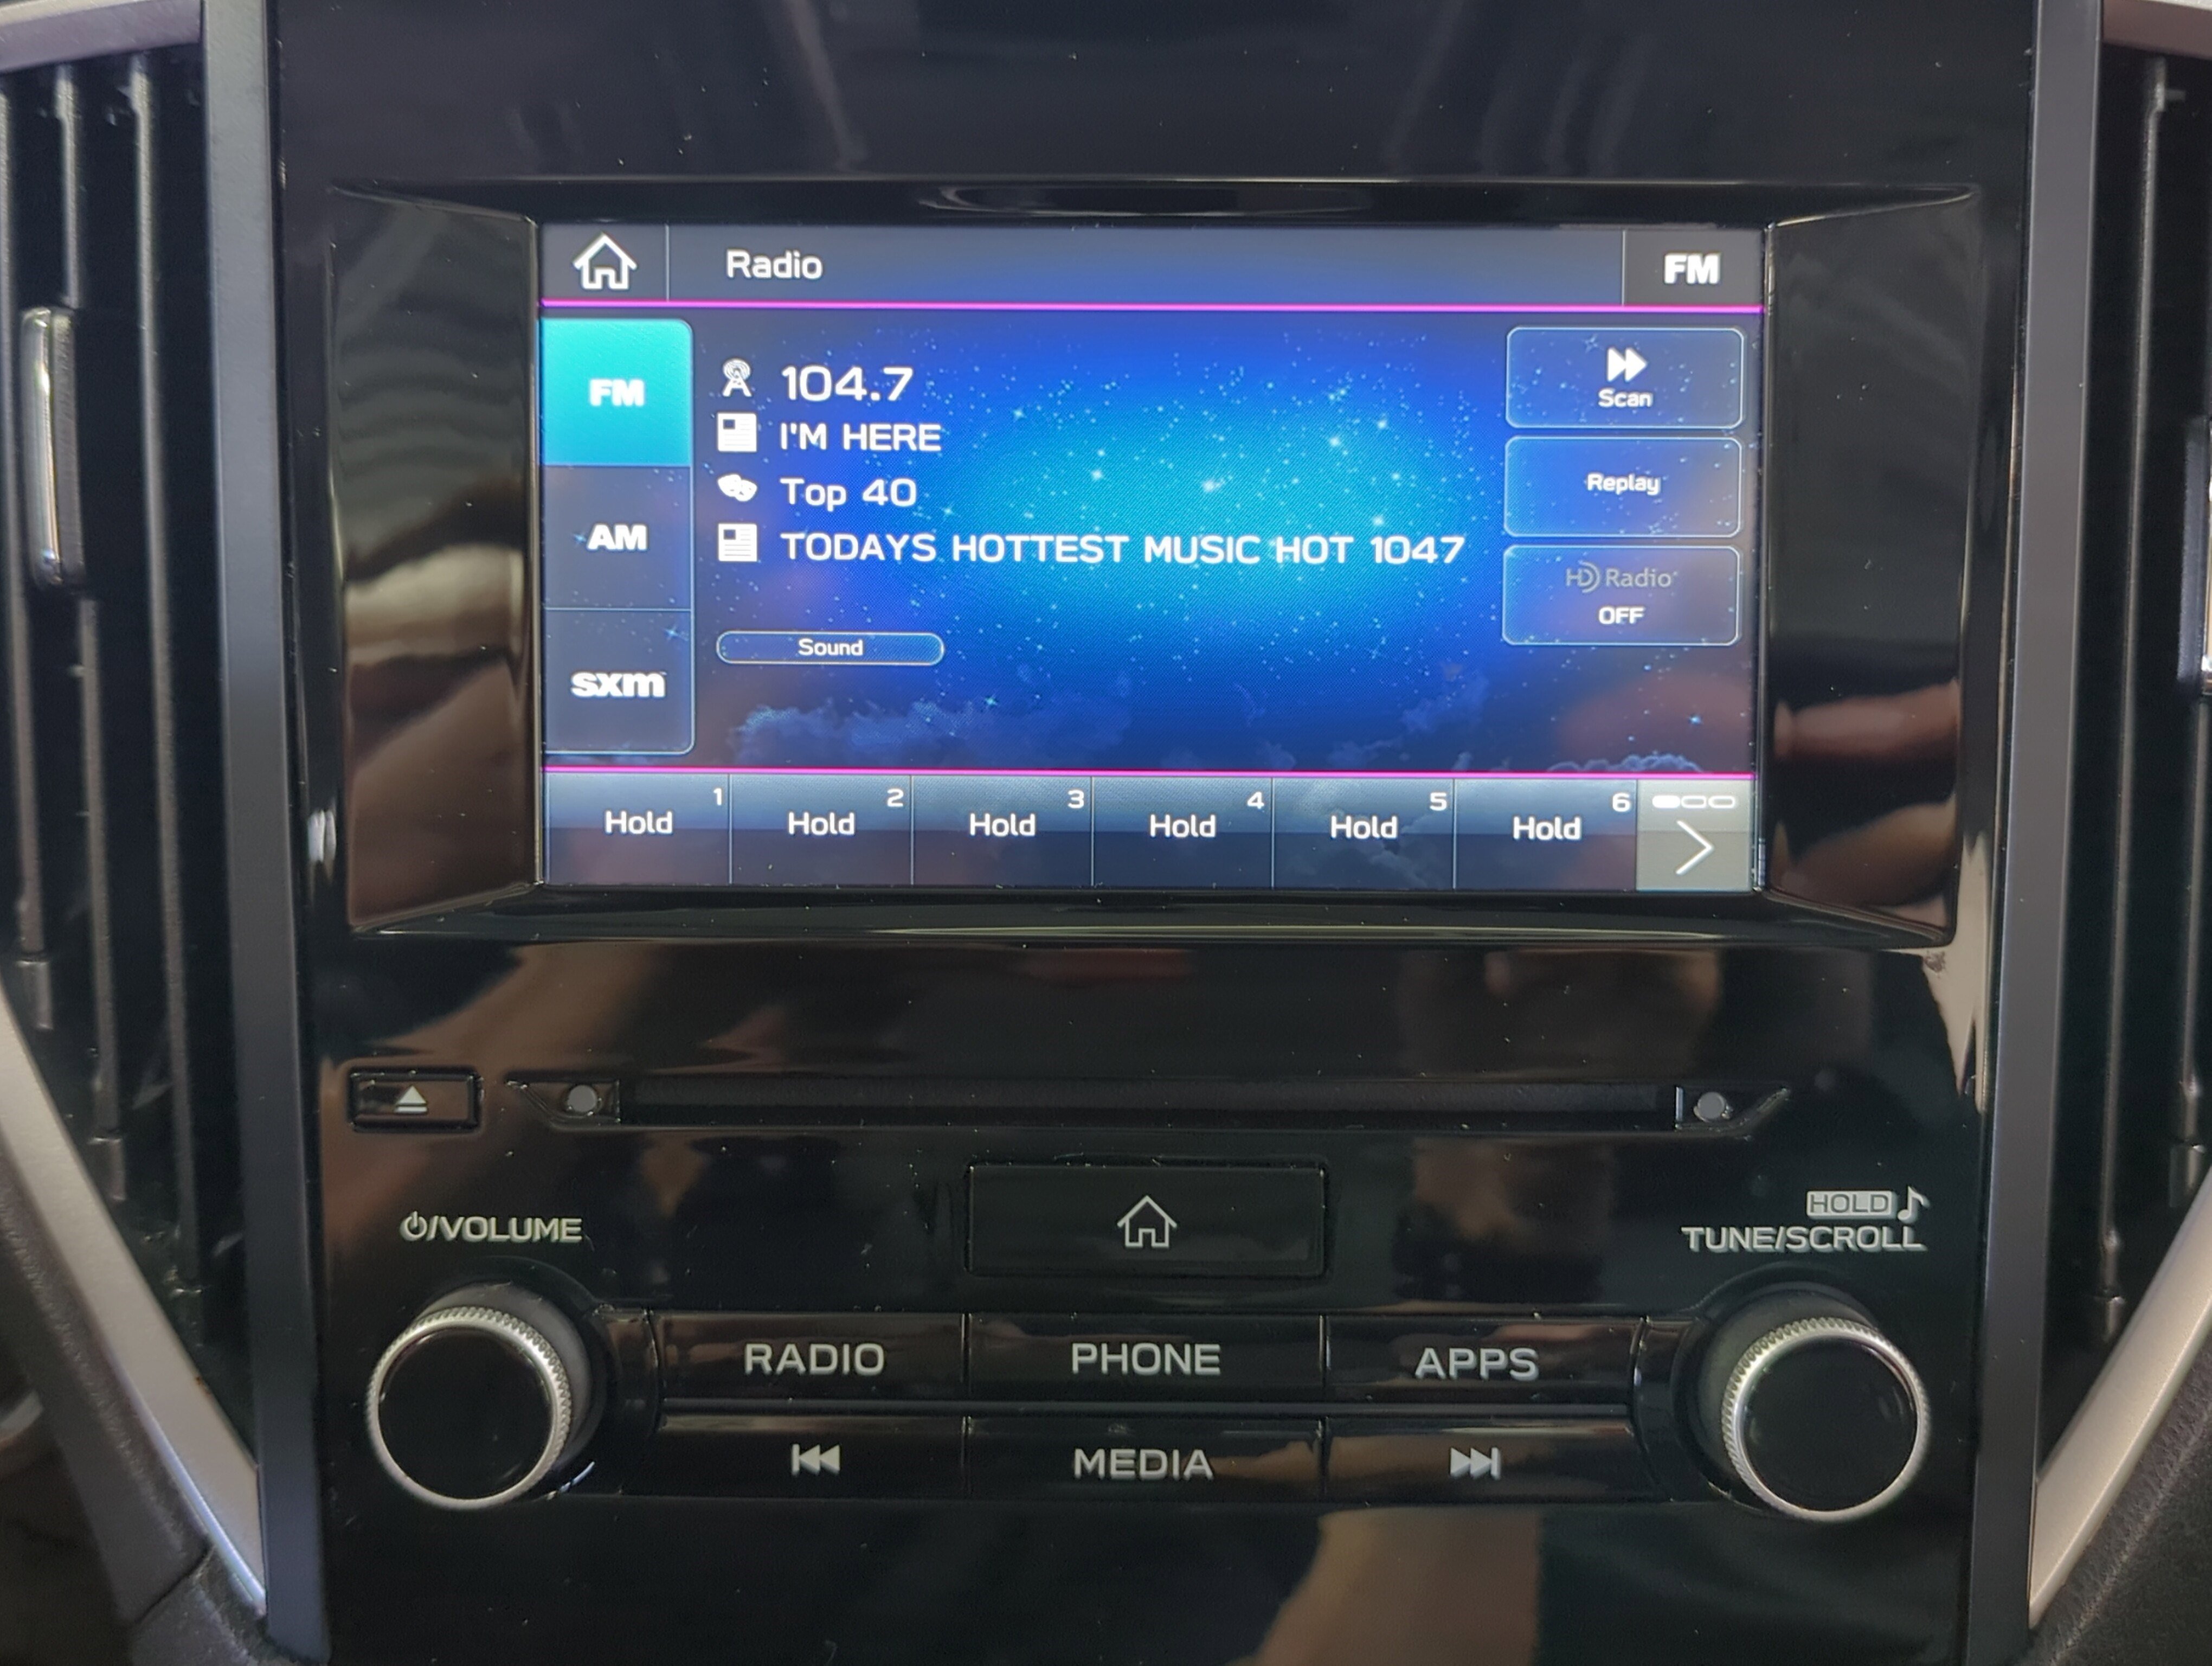 Radio
FM
FM
AM
sxm
104.7
I'M HERE
Top 40
TODAYS HOTTEST MUSIC HOT 1047
Sound
Scan
Replay
HD Radio
OFF
Hold 1
Hold 2
Hold 3
Hold 4
Hold 5
Hold 6
/VOLUME
HOLD
TUNE/SCROLL
RADIO
PHONE
APPS
MEDIA